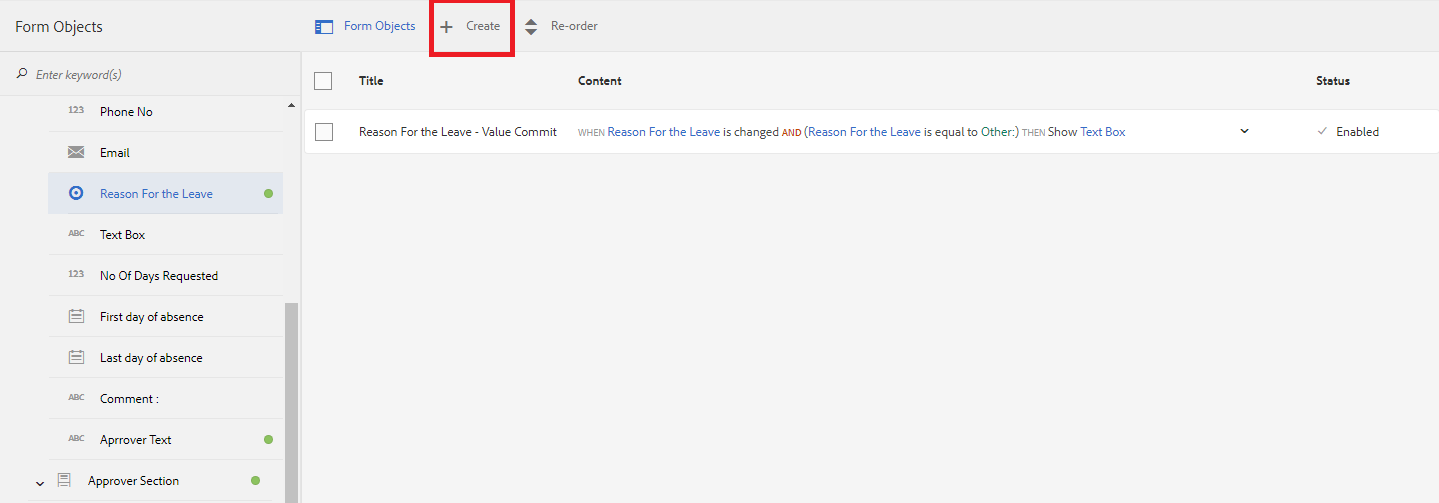 Form Objects
Form Objects
Create
Re-order
Enter keyword(s)
Title
Content
Status
123 Phone No
Reason For the Leave - Value Commit
WHEN Reason For the Leave is changed AND (Reason For the Leave is equal to Other:) THEN Show Text Box
Enabled
Email
Reason For the Leave
ABC Text Box
123 No Of Days Requested
First day of absence
Last day of absence
ABC Comment :
ABC Aprrover Text
Approver Section